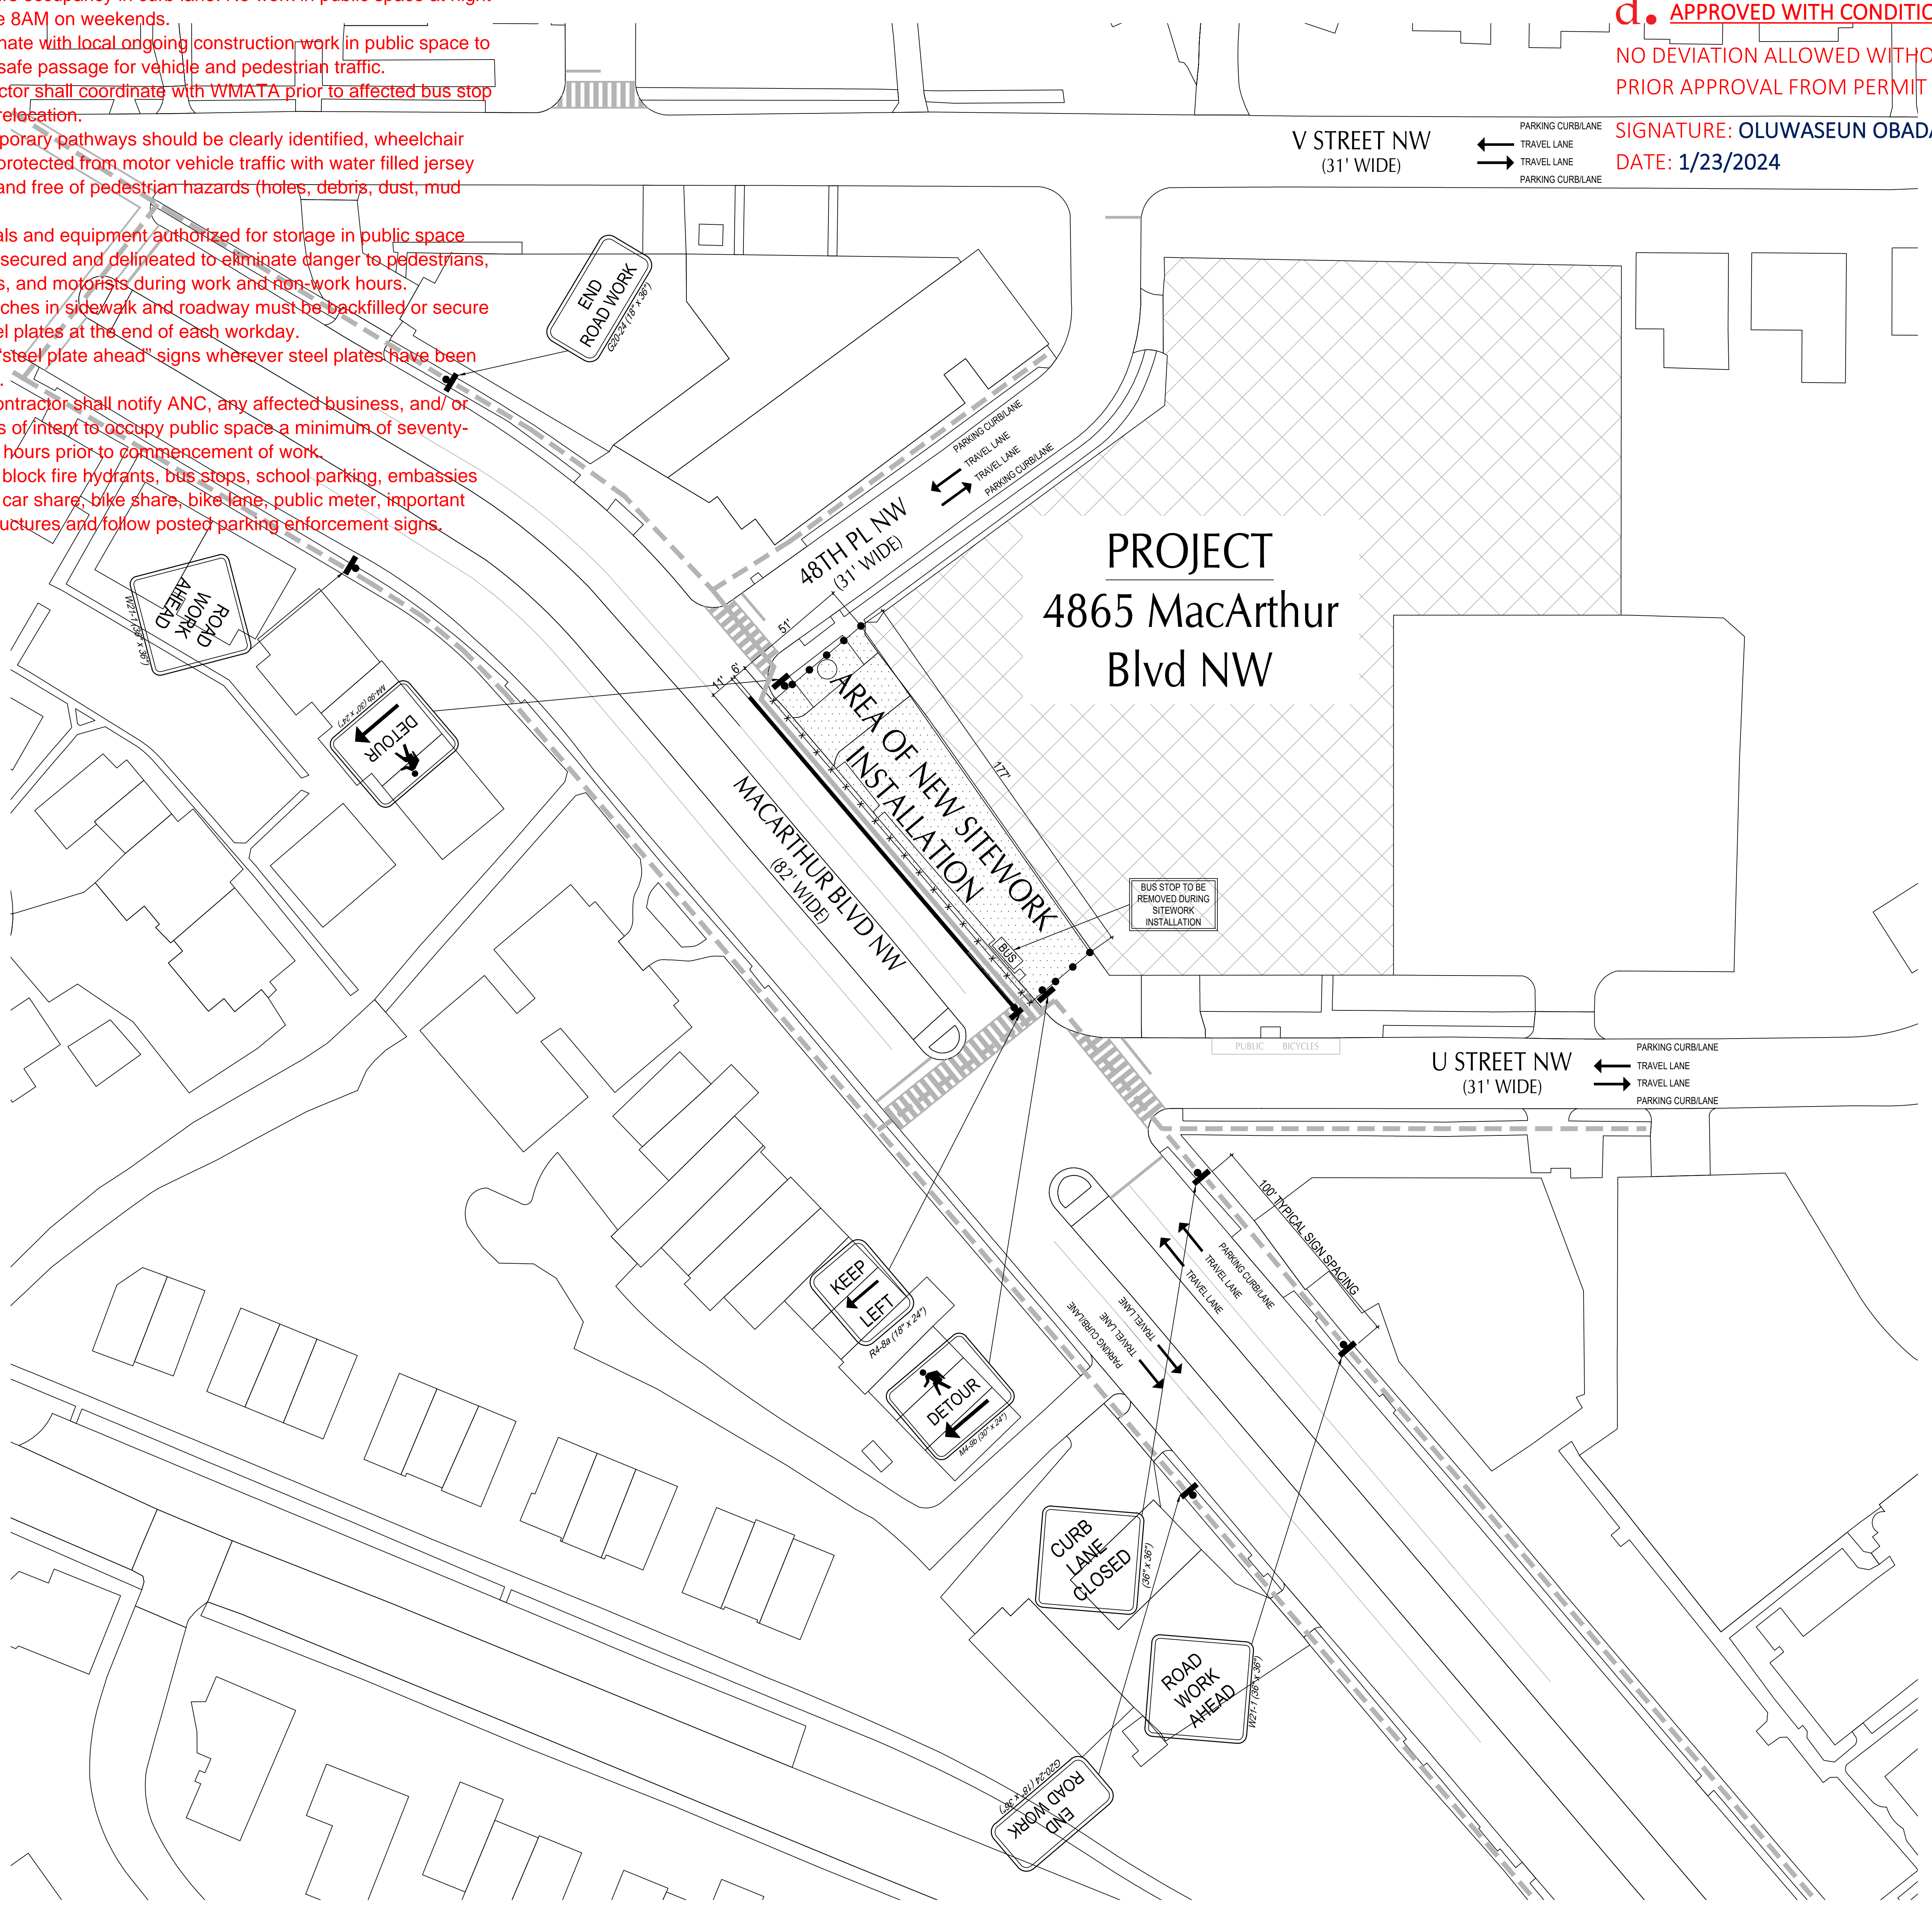 e 8AM on weekends.
nate with local ongoing construction work in public space to
safe passage for vehicle and pedestrian traffic.
ctor shall coordinate with WMATA prior to affected bus stop
relocation.
porary pathways should be clearly identified, wheelchair
protected from motor vehicle traffic with water filled jersey
and free of pedestrian hazards (holes, debris, dust, mud
als and equipment authorized for storage in public space
secured and delineated to eliminate danger to pedestrians,
s, and motorists during work and non-work hours.
ches in sidewalk and roadway must be backfilled or secure
el plates at the end of each workday.
"steel plate ahead” signs wherever steel plates have been
.
ontractor shall notify ANC, any affected business, and/ or
s of intent to occupy public space a minimum of seventy-
hours prior to commencement of work.
block fire hydrants, bus stops, school parking, embassies
car share, bike share, bike lane, public meter, important
uctures and follow posted parking enforcement signs.
d. APPROVED WITH CONDITIO
NO DEVIATION ALLOWED WITHO
PRIOR APPROVAL FROM PERMIT
SIGNATURE: OLUWASEUN OBADA
DATE: 1/23/2024
V STREET NW
(31' WIDE)
PARKING CURB/LANE
TRAVEL LANE
TRAVEL LANE
PARKING CURB/LANE
END
ROAD WORK
G20-24 (18" x 36")
PARKING CURB/LANE
TRAVEL LANE
TRAVEL LANE
PARKING CURB/LANE
48TH PL NW
(31' WIDE)
PROJECT
4865 MacArthur
Blvd NW
ROAD
WORK
AHEAD
W21-1 (36" x 36")
51'
6'
11'
177'
M4-9b (30" x 24")
DETOUR
AREA OF NEW SITEWORK
INSTALLATION
MACARTHUR BLVD NW
(82' WIDE)
BUS STOP TO BE
REMOVED DURING
SITEWORK
INSTALLATION
BUS
PUBLIC BICYCLES
U STREET NW
(31' WIDE)
PARKING CURB/LANE
TRAVEL LANE
TRAVEL LANE
PARKING CURB/LANE
100' TYPICAL SIGN SPACING
PARKING CURB/LANE
TRAVEL LANE
TRAVEL LANE
TRAVEL LANE
TRAVEL LANE
PARKING CURB/LANE
KEEP
LEFT
R4-8a (18" x 24")
DETOUR
M4-9b (30" x 24")
CURB
LANE
CLOSED
(36" x 36")
ROAD
WORK
AHEAD
W21-1 (36" x 36")
END
ROAD WORK
G20-24 (18" x 36")